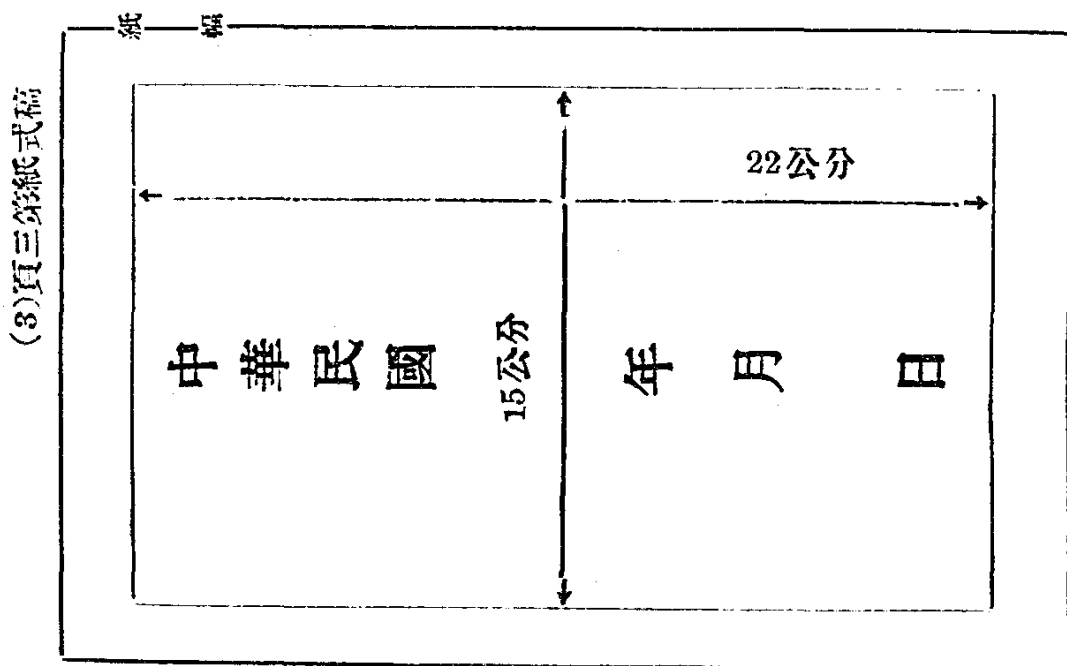 紙幅
(3)頁三第紙式稿
22公分
15公分
中華民國 年 月 日